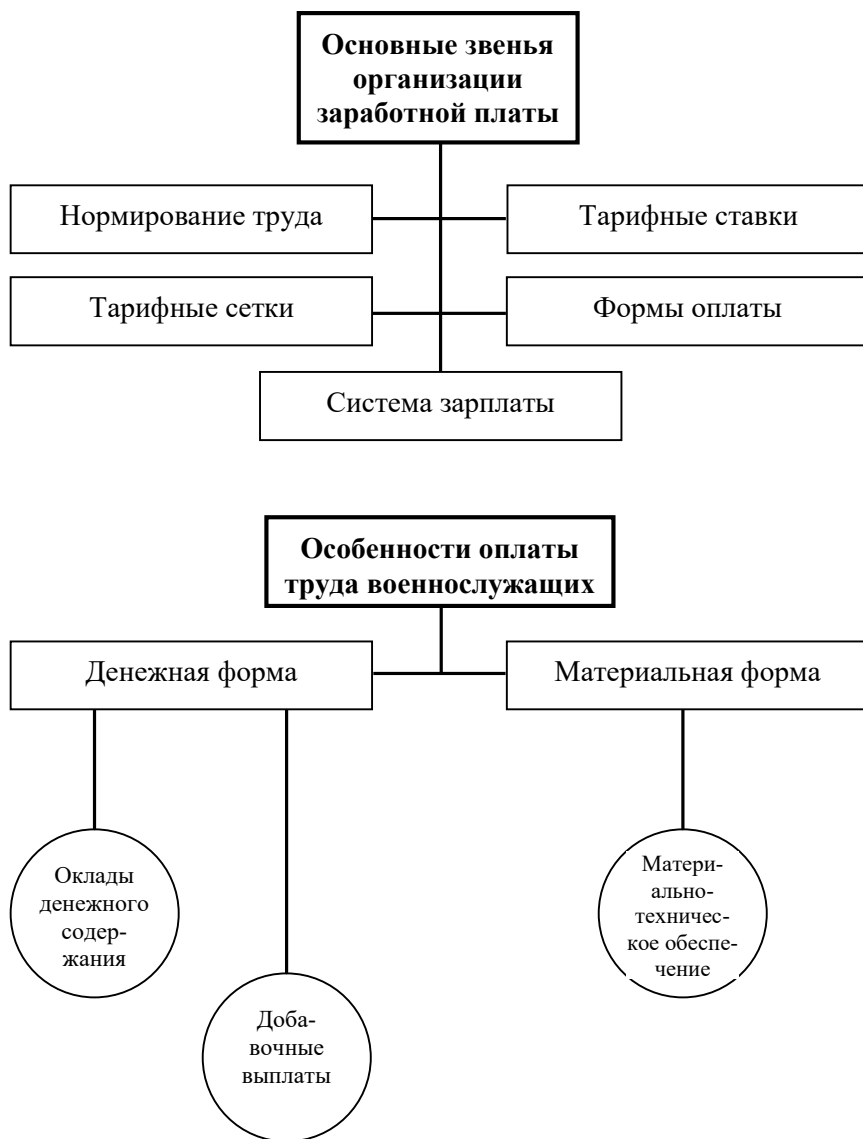 Основные звенья
организации
заработной платы
Нормирование труда
Тарифные ставки
Тарифные сетки
Формы оплаты
Система зарплаты
Особенности оплаты
труда военнослужащих
Денежная форма
Материальная форма
Оклады
денежного
содер-
жания
Матери-
ально-
техничес-
кое обеспе-
чение
Доба-
вочные
выплаты